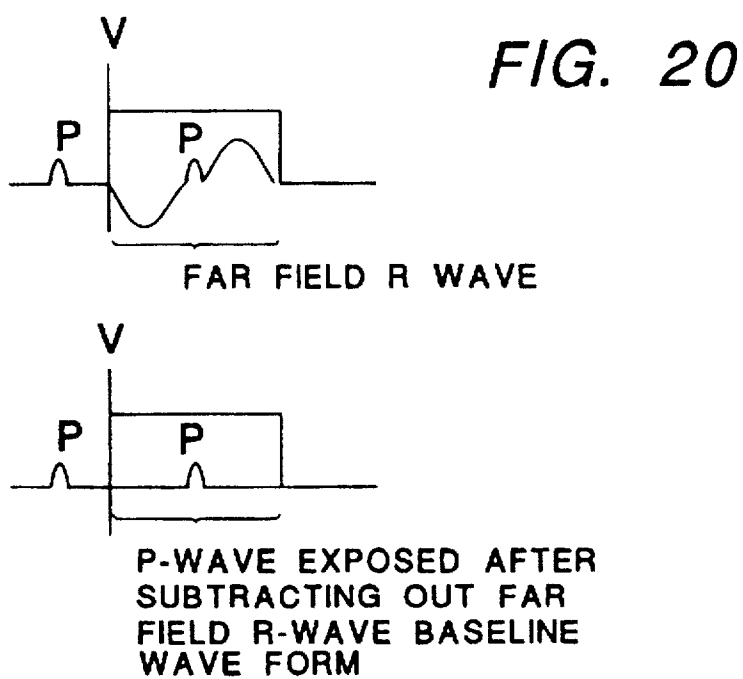 FIG. 20
V
P
P
FAR FIELD R WAVE
V
P
P
P-WAVE EXPOSED AFTER
SUBTRACTING OUT FAR
FIELD R-WAVE BASELINE
WAVE FORM